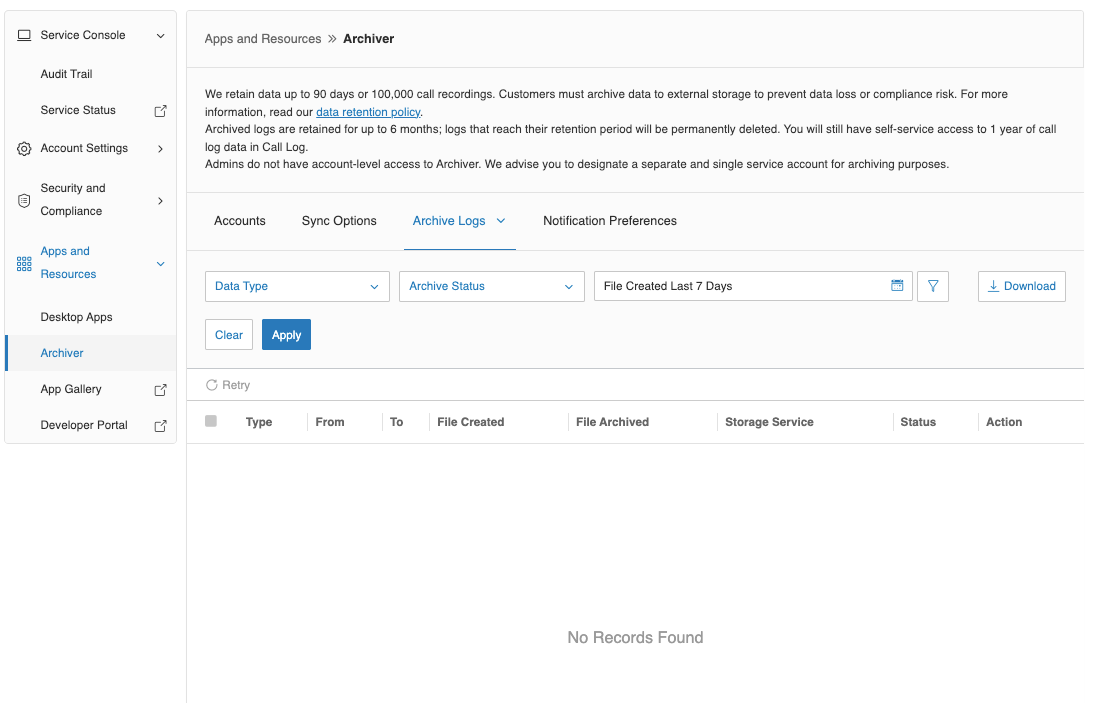 Service Console
Audit Trail
Service Status
Account Settings
Security and
Compliance
Apps and
Resources
Desktop Apps
Archiver
App Gallery
Developer Portal
Apps and Resources » Archiver
We retain data up to 90 days or 100,000 call recordings. Customers must archive data to external storage to prevent data loss or compliance risk. For more
information, read our data retention policy.
Archived logs are retained for up to 6 months; logs that reach their retention period will be permanently deleted. You will still have self-service access to 1 year of call
log data in Call Log.
Admins do not have account-level access to Archiver. We advise you to designate a separate and single service account for archiving purposes.
Accounts Sync Options Archive Logs Notification Preferences
Data Type Archive Status File Created Last 7 Days Download
Clear Apply
Retry
Type From To File Created File Archived Storage Service Status Action
No Records Found